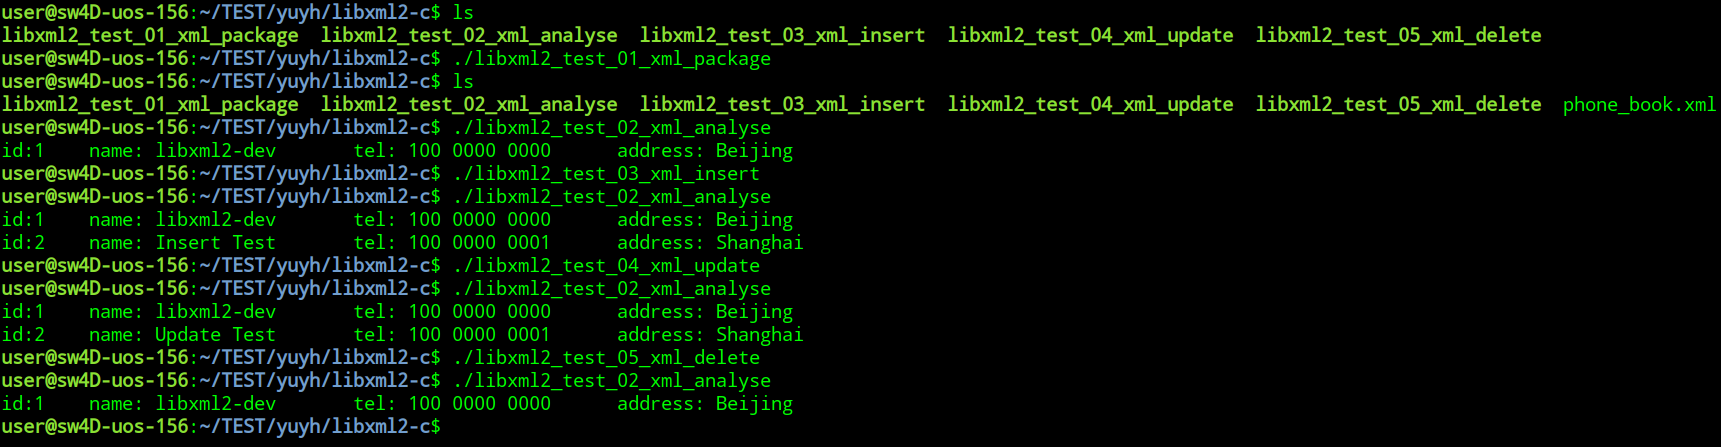 user@sw4D-uos-156:~/TEST/yuyh/libxml2-c$ ls
libxml2_test_01_xml_package  libxml2_test_02_xml_analyse  libxml2_test_03_xml_insert  libxml2_test_04_xml_update  libxml2_test_05_xml_delete
user@sw4D-uos-156:~/TEST/yuyh/libxml2-c$ ./libxml2_test_01_xml_package
user@sw4D-uos-156:~/TEST/yuyh/libxml2-c$ ls
libxml2_test_01_xml_package  libxml2_test_02_xml_analyse  libxml2_test_03_xml_insert  libxml2_test_04_xml_update  libxml2_test_05_xml_delete  phone_book.xml
user@sw4D-uos-156:~/TEST/yuyh/libxml2-c$ ./libxml2_test_02_xml_analyse
id:1    name: libxml2-dev       tel: 100 0000 0000      address: Beijing
user@sw4D-uos-156:~/TEST/yuyh/libxml2-c$ ./libxml2_test_03_xml_insert
user@sw4D-uos-156:~/TEST/yuyh/libxml2-c$ ./libxml2_test_02_xml_analyse
id:1    name: libxml2-dev       tel: 100 0000 0000      address: Beijing
id:2    name: Insert Test       tel: 100 0000 0001      address: Shanghai
user@sw4D-uos-156:~/TEST/yuyh/libxml2-c$ ./libxml2_test_04_xml_update
user@sw4D-uos-156:~/TEST/yuyh/libxml2-c$ ./libxml2_test_02_xml_analyse
id:1    name: libxml2-dev       tel: 100 0000 0000      address: Beijing
id:2    name: Update Test       tel: 100 0000 0001      address: Shanghai
user@sw4D-uos-156:~/TEST/yuyh/libxml2-c$ ./libxml2_test_05_xml_delete
user@sw4D-uos-156:~/TEST/yuyh/libxml2-c$ ./libxml2_test_02_xml_analyse
id:1    name: libxml2-dev       tel: 100 0000 0000      address: Beijing
user@sw4D-uos-156:~/TEST/yuyh/libxml2-c$